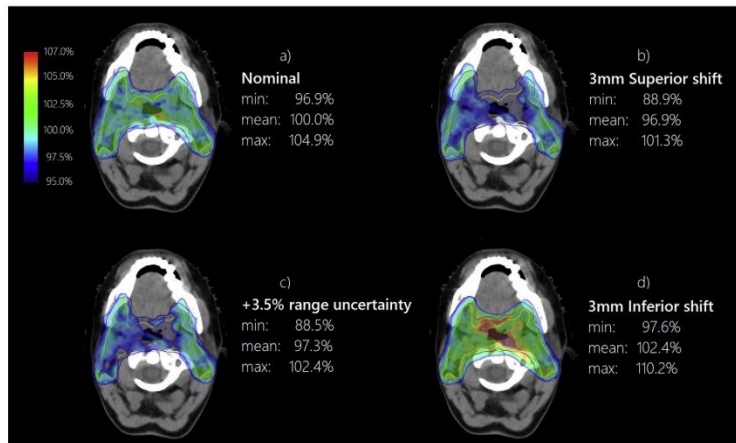 107.0%
105.0%
102.5%
100.0%
97.5%
95.0%
a)
Nominal
min: 96.9%
mean: 100.0%
max: 104.9%
b)
3mm Superior shift
min: 88.9%
mean: 96.9%
max: 101.3%
c)
+3.5% range uncertainty
min: 88.5%
mean: 97.3%
max: 102.4%
d)
3mm Inferior shift
min: 97.6%
mean: 102.4%
max: 110.2%